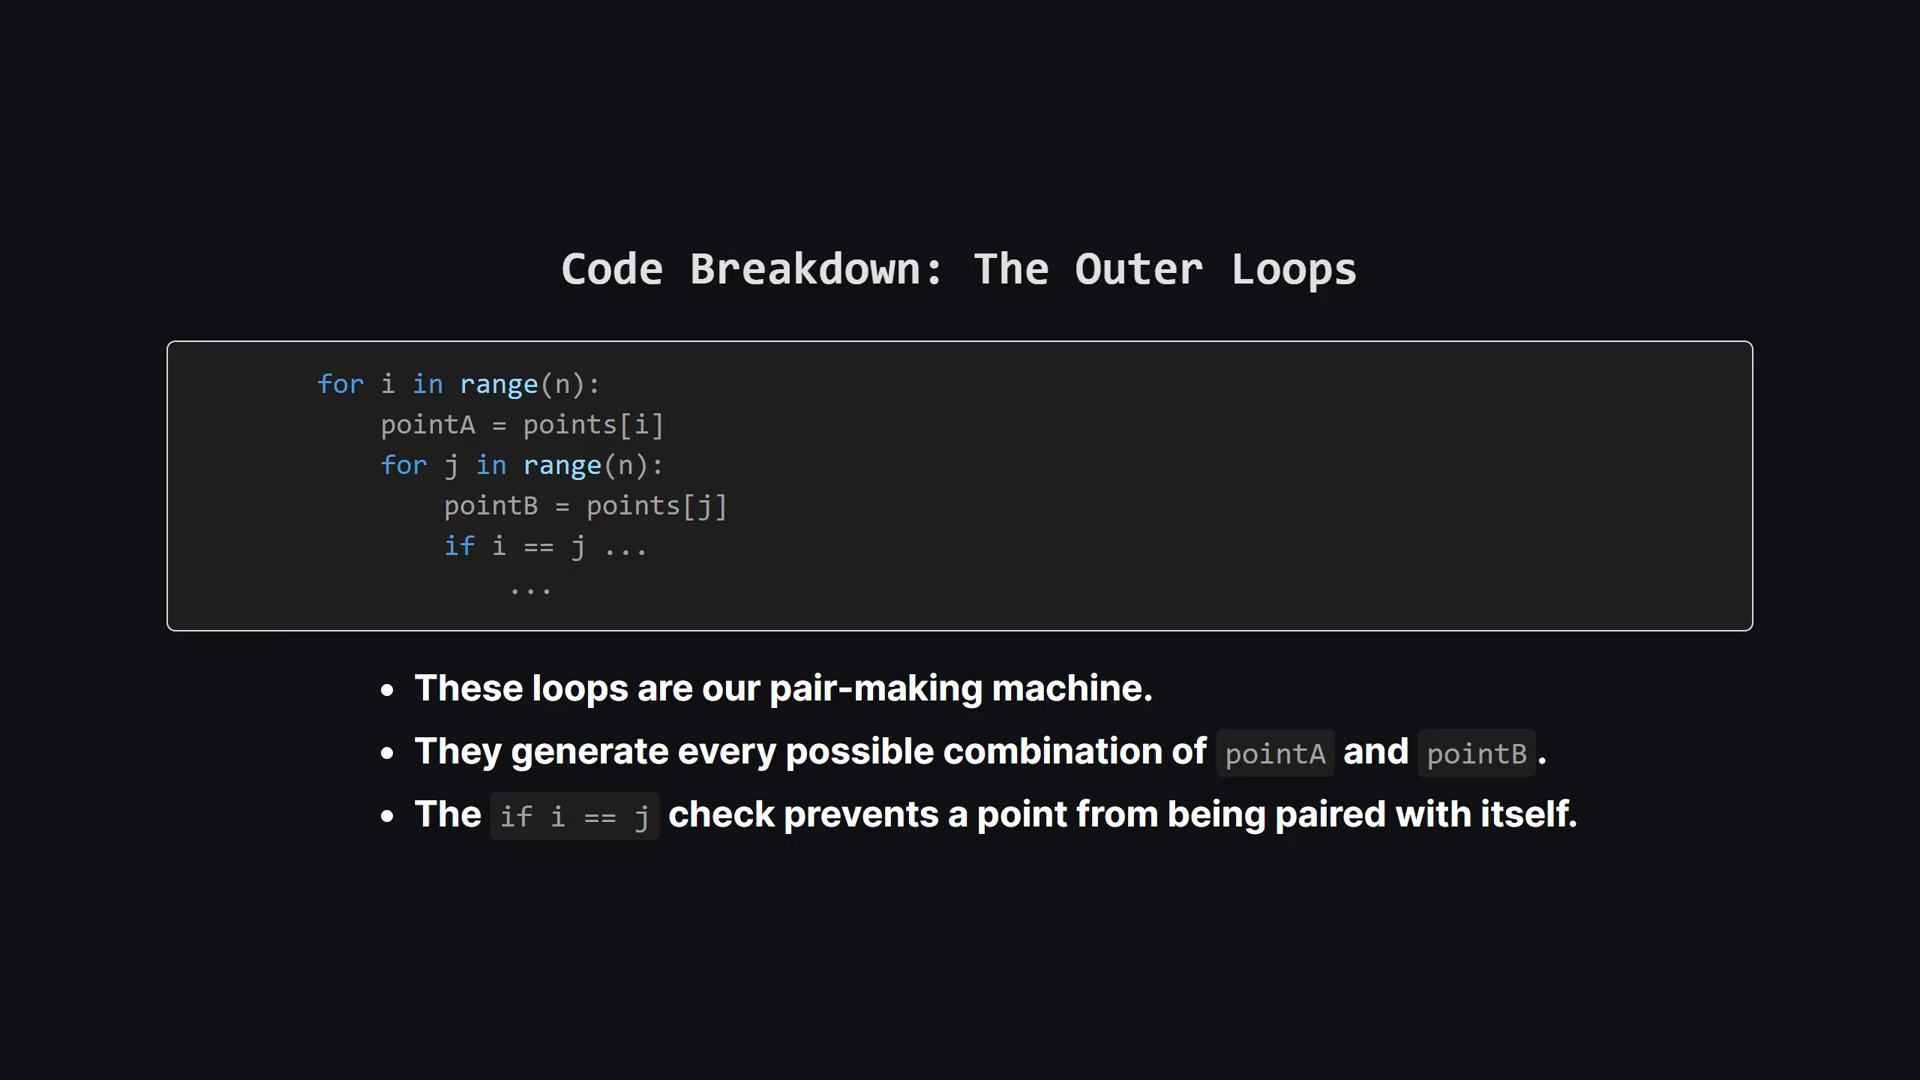 Code Breakdown: The Outer Loops
for i in range(n):
    pointA = points[i]
    for j in range(n):
        pointB = points[j]
        if i == j ...
            ...
• These loops are our pair-making machine.
• They generate every possible combination of pointA and pointB.
• The if i == j check prevents a point from being paired with itself.